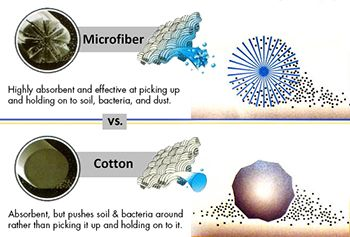 Microfiber
Highly absorbent and effective at picking up
and holding on to soil, bacteria, and dust.
vs.
Cotton
Absorbent, but pushes soil & bacteria around
rather than picking it up and holding on to it.